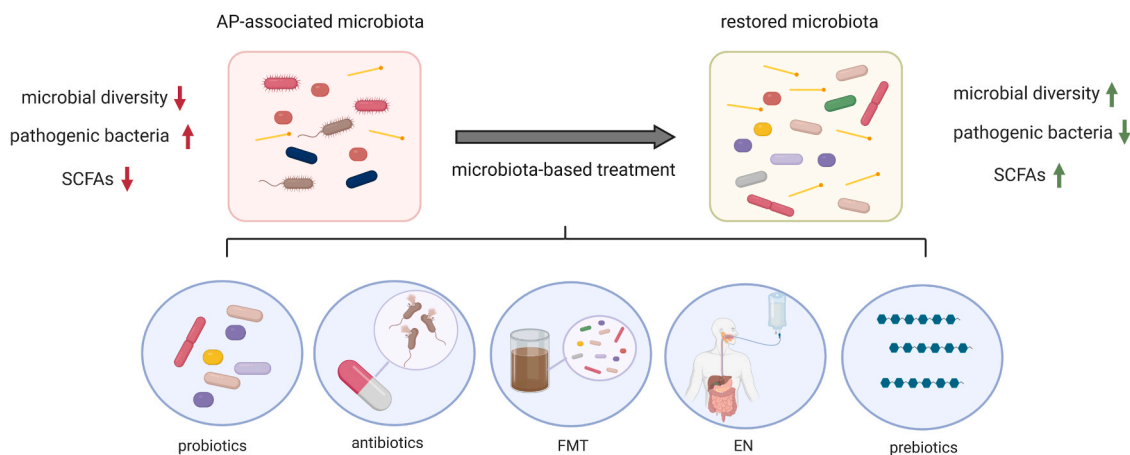 AP-associated microbiota
restored microbiota
microbial diversity
pathogenic bacteria
SCFAs
microbiota-based treatment
microbial diversity
pathogenic bacteria
SCFAs
probiotics
antibiotics
FMT
EN
prebiotics